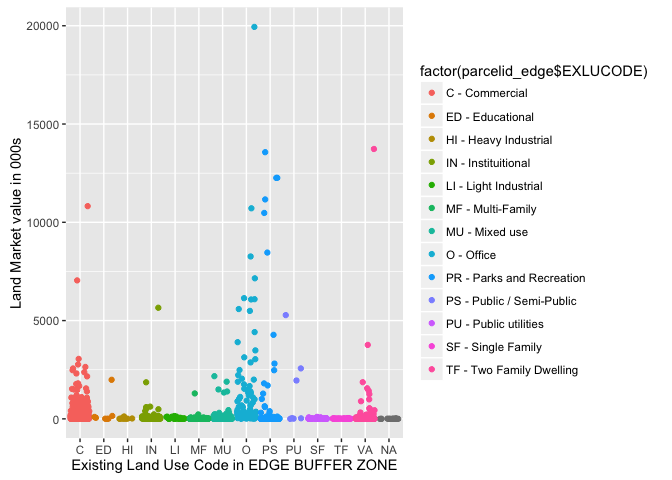 20000
15000
10000
5000
0
Land Market value in 000s
C ED HI IN LI MF MU O PS PU SF TF VA NA
Existing Land Use Code in EDGE BUFFER ZONE
factor(parcelid_edge$EXLUCODE)
C - Commercial
ED - Educational
HI - Heavy Industrial
IN - Instituitional
LI - Light Industrial
MF - Multi-Family
MU - Mixed use
O - Office
PR - Parks and Recreation
PS - Public / Semi-Public
PU - Public utilities
SF - Single Family
TF - Two Family Dwelling